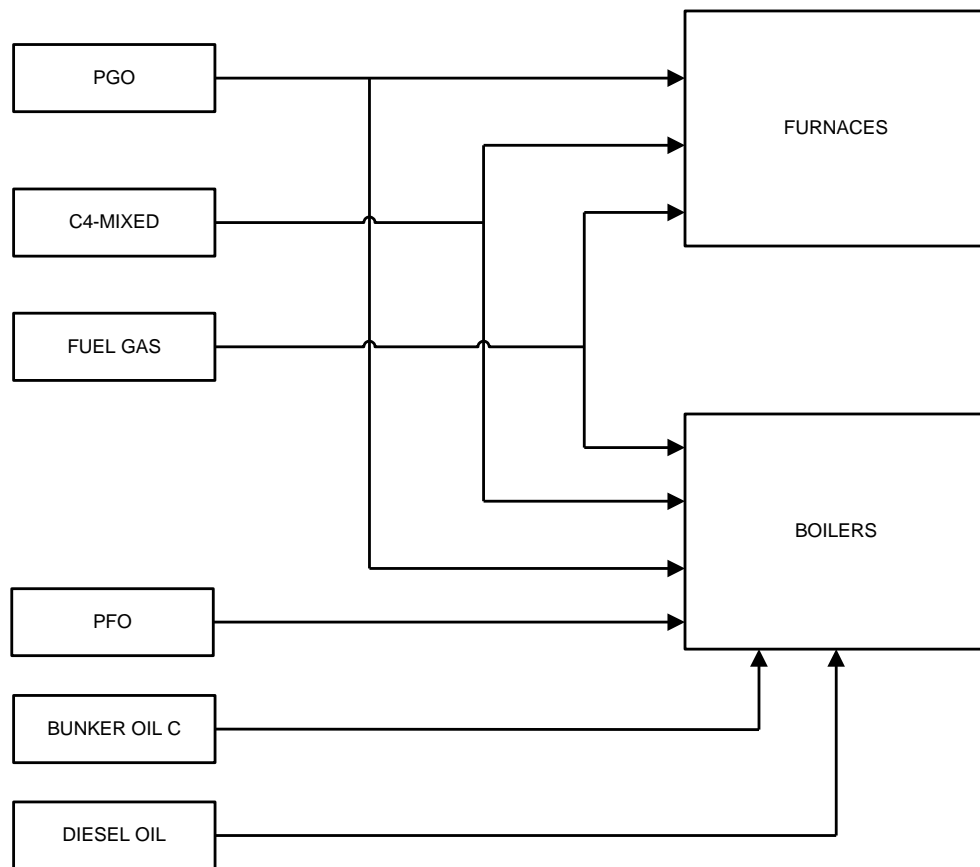 PGO
FURNACES
C4-MIXED
FUEL GAS
BOILERS
PFO
BUNKER OIL C
DIESEL OIL